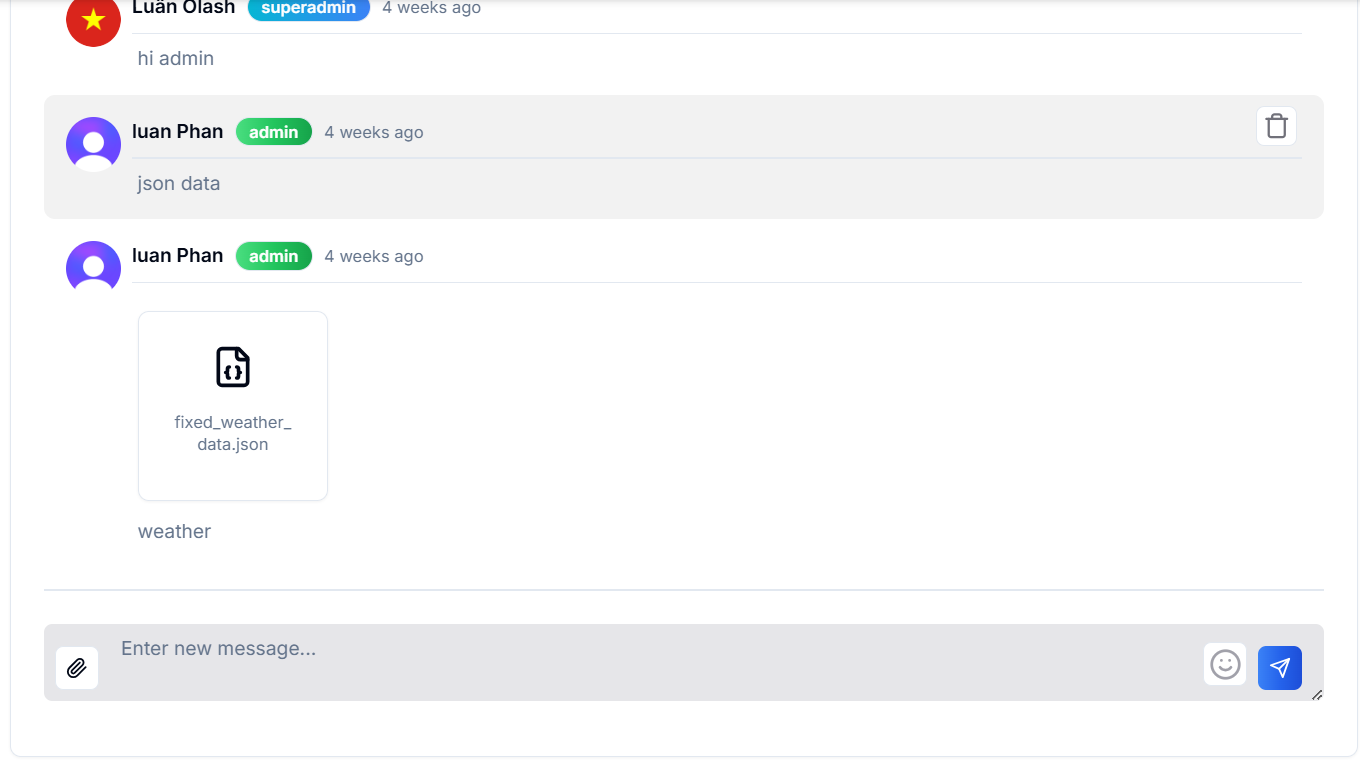 Luân Olash superadmin 4 weeks ago
hi admin
luan Phan admin 4 weeks ago
json data
luan Phan admin 4 weeks ago
fixed_weather_
data.json
weather
Enter new message...